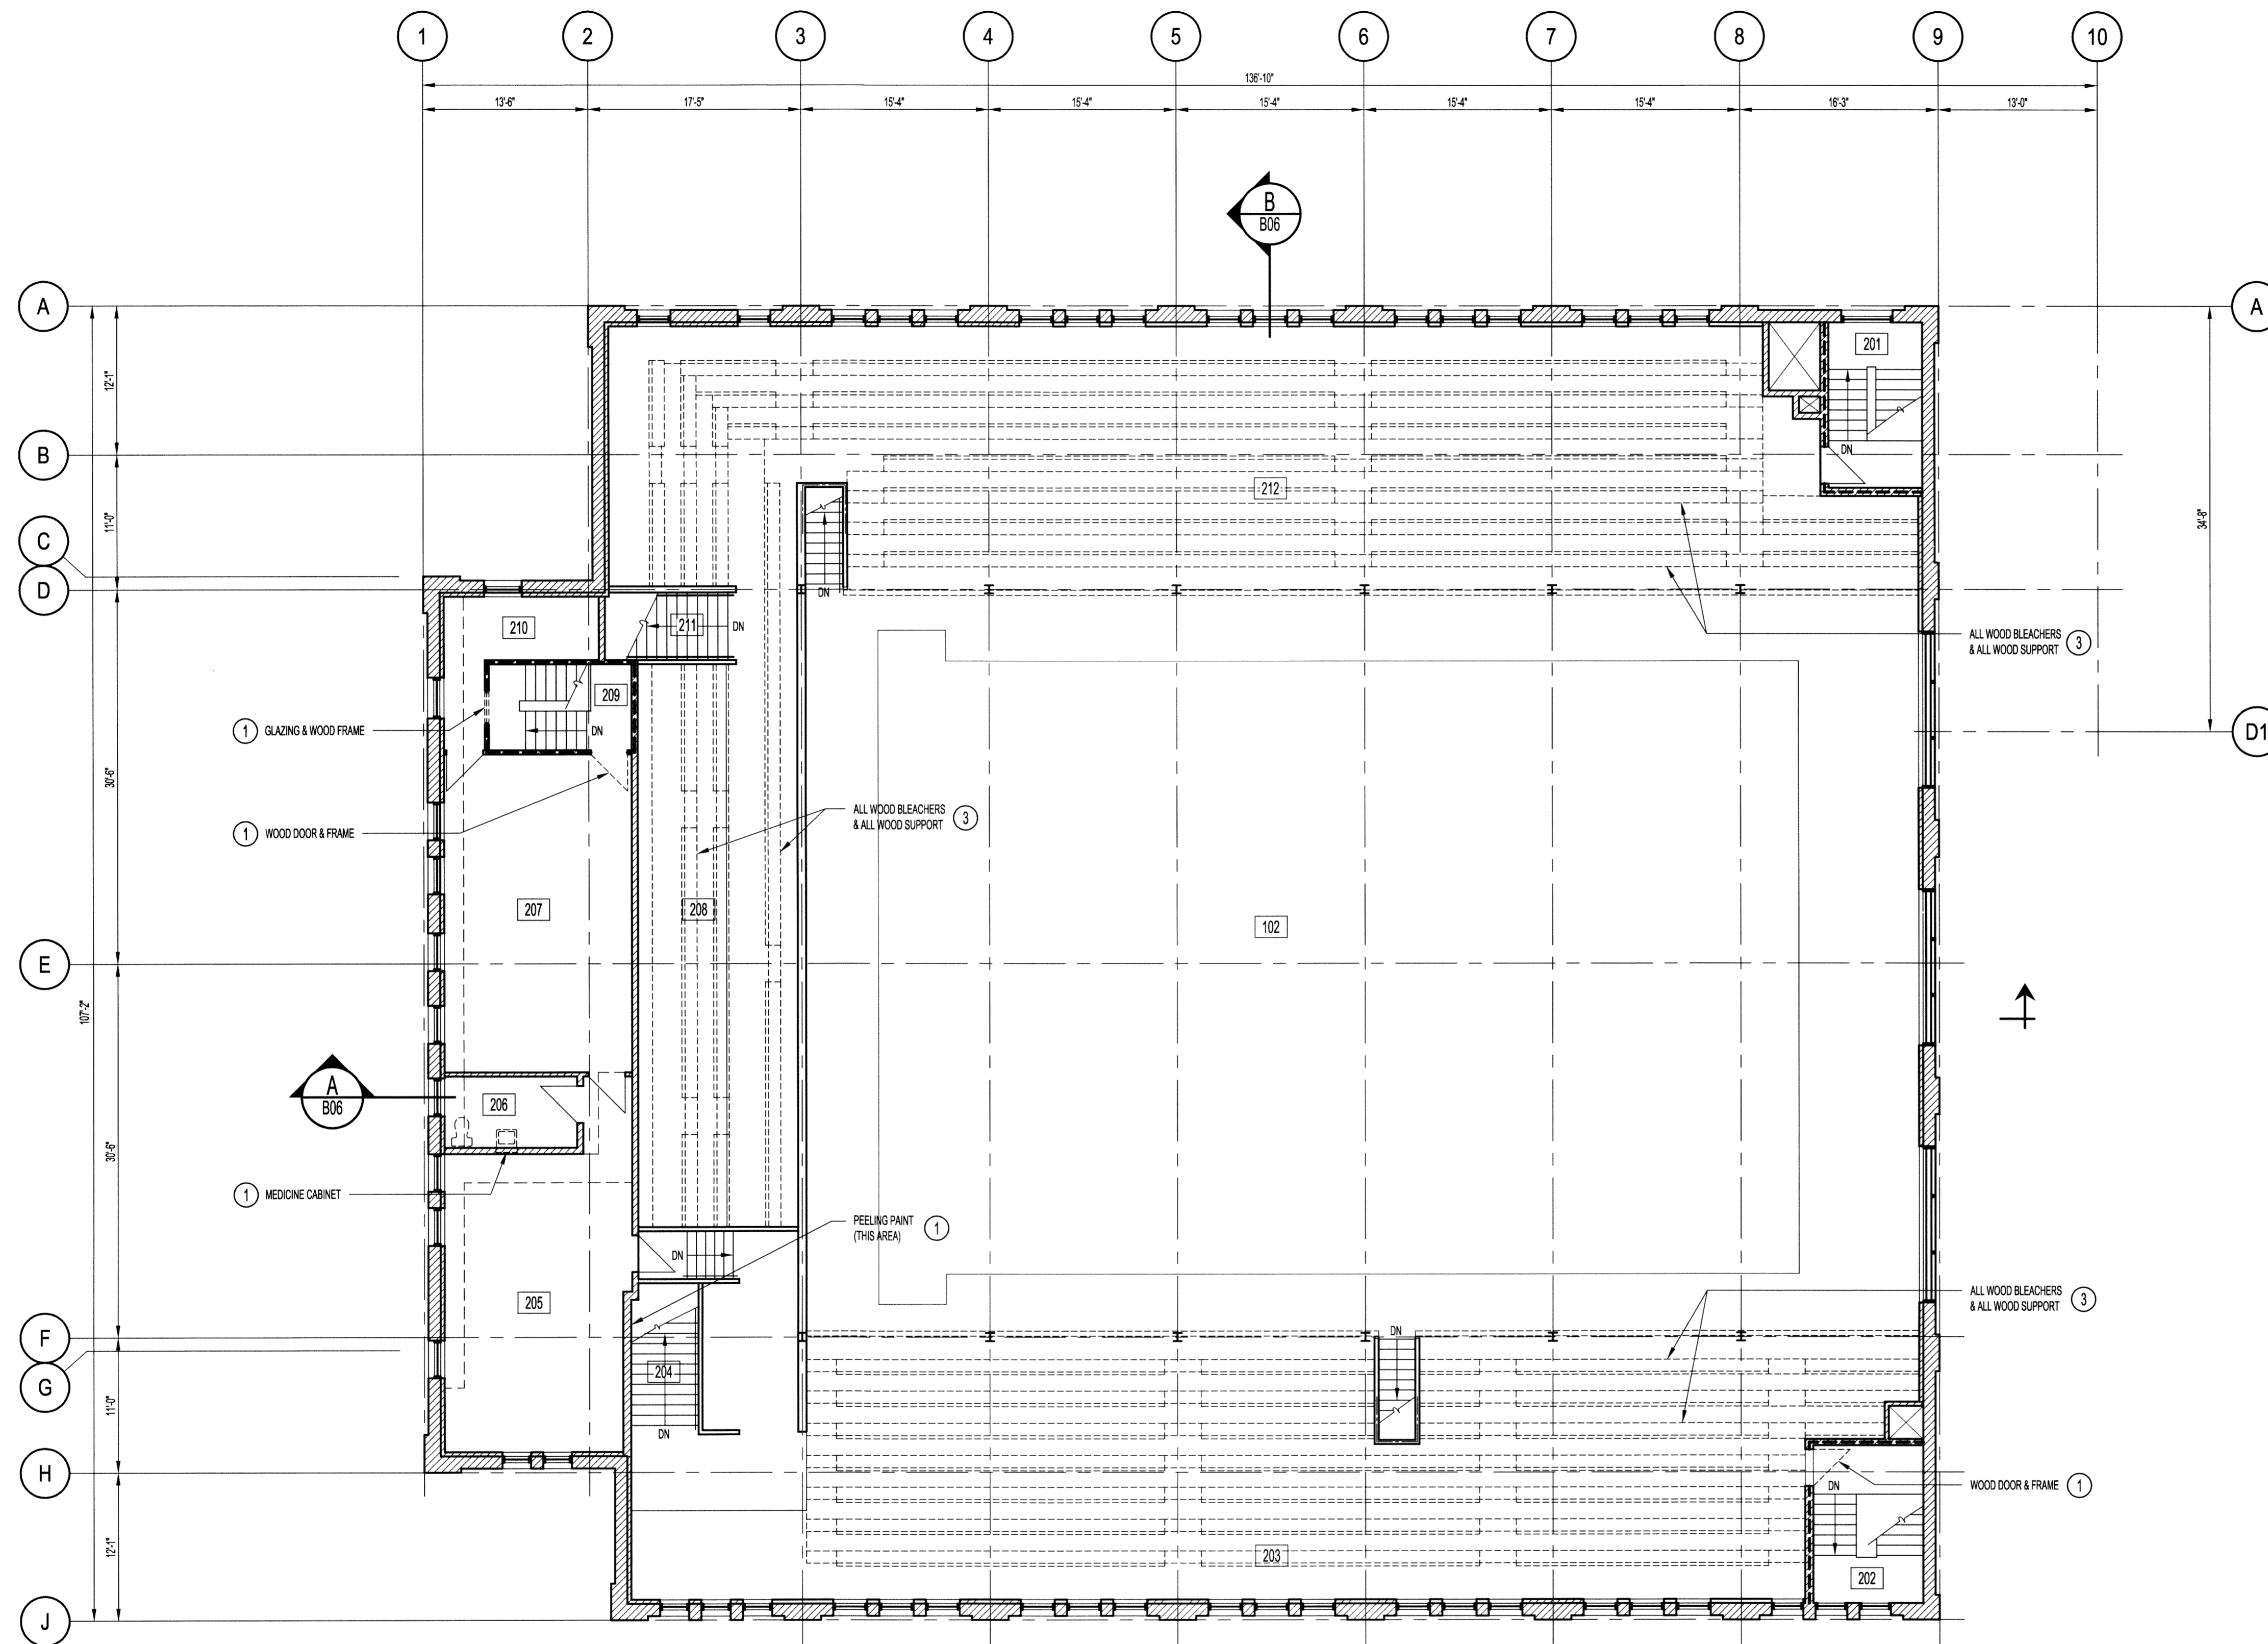 1 2 3 4 5 6 7 8 9 10
136'-10"
13'-6" 17'-5" 15'-4" 15'-4" 15'-4" 15'-4" 15'-4" 16'-3" 13'-0"
B
B06
A A
201
12'-1"
DN
B
212
11'-0" 34'-8"
C
D
DN
210 211 DN
ALL WOOD BLEACHERS
& ALL WOOD SUPPORT 3
209
1 GLAZING & WOOD FRAME DN D1
30'-6"
ALL WOOD BLEACHERS
& ALL WOOD SUPPORT 3
1 WOOD DOOR & FRAME
207 208 102
E
107'-2"
A
B06
206
30'-6"
1 MEDICINE CABINET
PEELING PAINT
(THIS AREA) 1
DN
ALL WOOD BLEACHERS
& ALL WOOD SUPPORT 3
205
F DN
204
G
11'-0"
DN
H
DN WOOD DOOR & FRAME 1
12'-1"
203
202
J